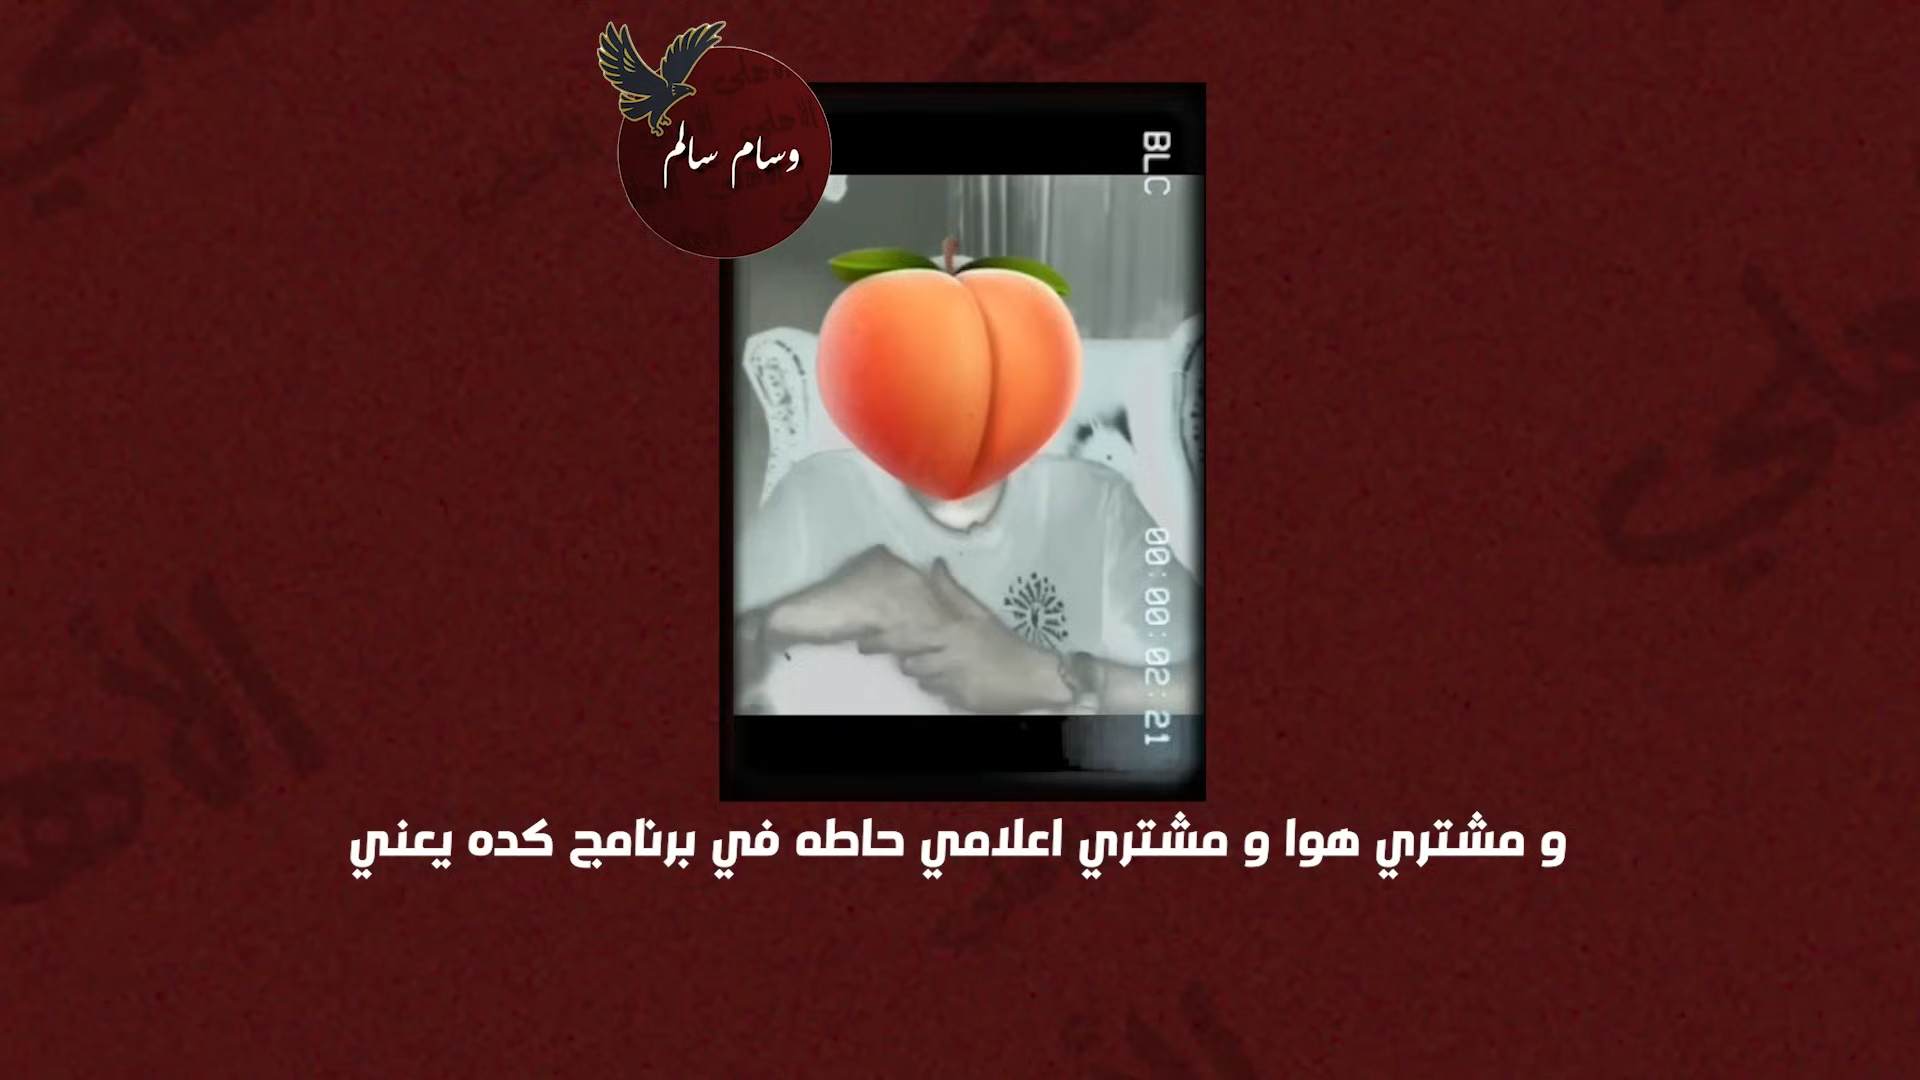 وسام سالم
BLC
00:00:02:21
و مشتري هوا و مشتري اعلامي حاطه في برنامج كده يعني